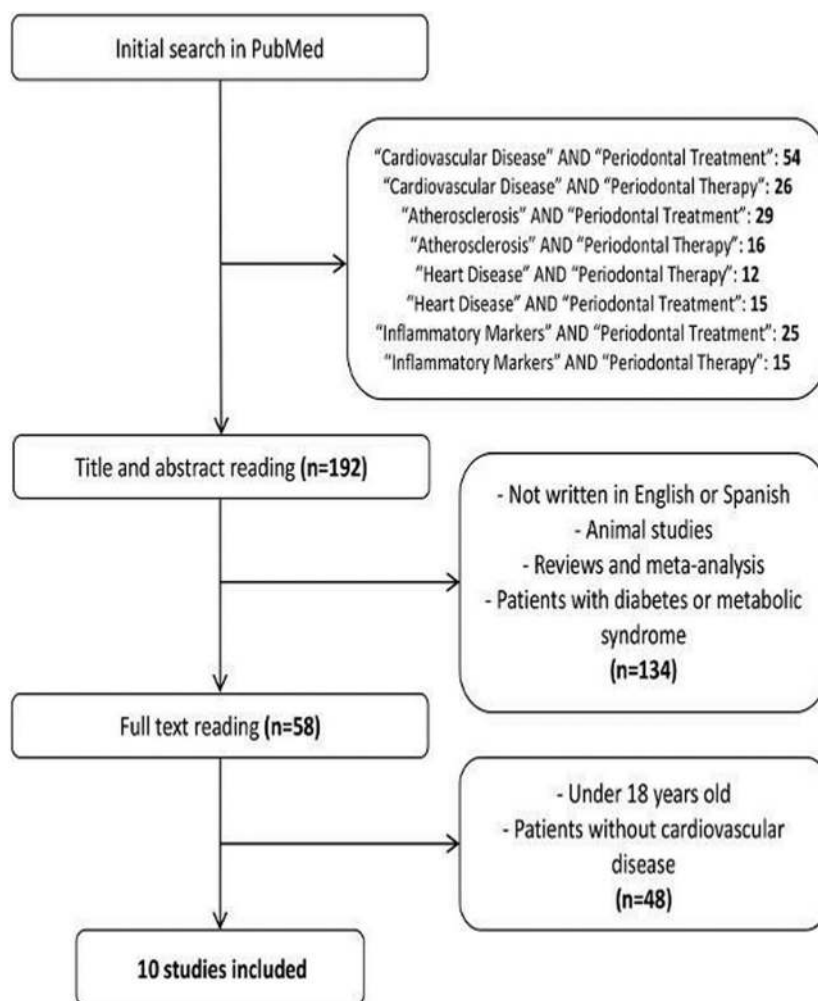 Initial search in PubMed
“Cardiovascular Disease” AND “Periodontal Treatment”: 54
“Cardiovascular Disease” AND “Periodontal Therapy”: 26
“Atherosclerosis” AND “Periodontal Treatment”: 29
“Atherosclerosis” AND “Periodontal Therapy”: 16
“Heart Disease” AND “Periodontal Therapy”: 12
“Heart Disease” AND “Periodontal Treatment”: 15
“Inflammatory Markers” AND “Periodontal Treatment”: 25
“Inflammatory Markers” AND “Periodontal Therapy”: 15
Title and abstract reading (n=192)
- Not written in English or Spanish
- Animal studies
- Reviews and meta-analysis
- Patients with diabetes or metabolic
syndrome
(n=134)
Full text reading (n=58)
- Under 18 years old
- Patients without cardiovascular
disease
(n=48)
10 studies included